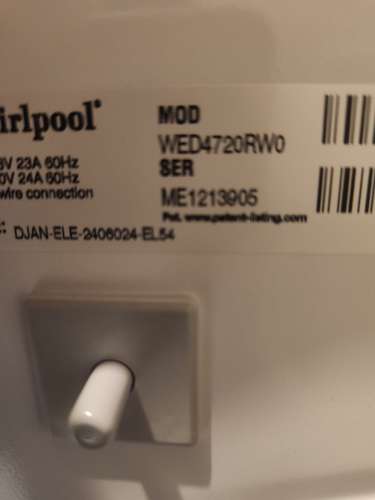 irlpool®
MOD
WED4720RW0
SER
ME1213905
V 23A 60Hz
0V 24A 60Hz
wire connection
Pat. www.patent-listing.com
DJAN-ELE-2406024-EL54